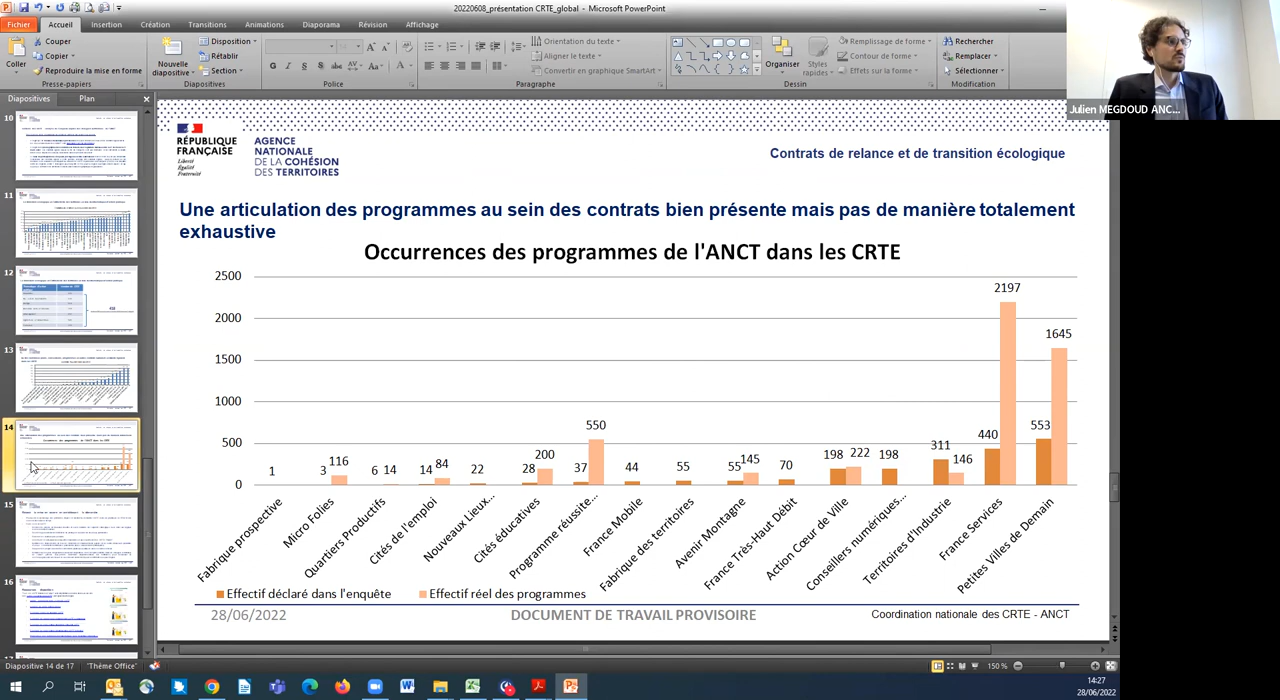 20220608_présentation CRTE_global - Microsoft PowerPoint
Fichier Accueil Insertion Création Transitions Animations Diaporama Révision Affichage
Coller
Couper
Copier
Reproduire la mise en forme
Presse-papiers
Nouvelle diapositive
Disposition
Rétablir
Section
Diapositives
G I S S abc AV Aa A
Police
Orientation du texte
Aligner le texte
Convertir en graphique SmartArt
Paragraphe
Organiser
Styles rapides
Remplissage de forme
Contour de forme
Effets sur la forme
Dessin
Rechercher
Remplacer
Sélectionner
Modification
Julien MEGDOUD ANC...
Diapositives Plan
10
11
12
13
14
15
16
RÉPUBLIQUE
FRANÇAISE
Liberté
Égalité
Fraternité
AGENCE
NATIONALE
DE LA COHÉSION
DES TERRITOIRES
Contrats de relance et de transition écologique
Une articulation des programmes au sein des contrats bien présente mais pas de manière totalement
exhaustive
Occurrences des programmes de l'ANCT dans les CRTE
2500
2000
1500
1000
500
0
1
3 116
6 14
14 84
22
28 200
37 550
44
55
55 145
70
198 222
198
311 146
440 2197
553 1645
Fabrique prospective
Micro Folies
Quartiers Productifs
Cités de l'emploi
Nouveaux lieux...
Cités éducatives
Programme réussite...
France Mobile
Fabrique des territoires
Avenir Montagnes
France Très Haut Débit
Action Cœur de Ville
Conseillers numériques...
Territoires d'industrie
France Services
Petites Villes de Demain
Effectif déclaré dans l'enquête
Effectif réel des programmes
28/06/2022
DOCUMENT DE TRAVAIL PROVISOIRE
Coordination nationale des CRTE - ANCT
Diapositive 14 de 17
"Thème Office"
150 %
14:27
28/06/2022